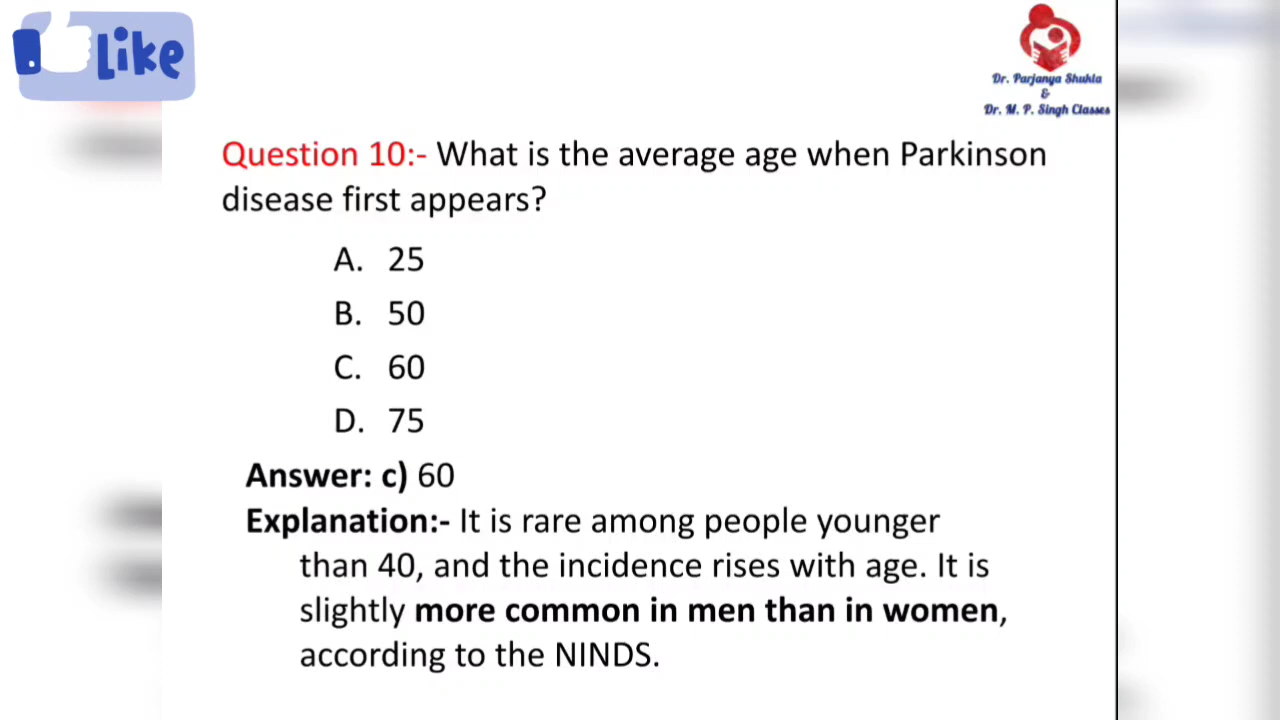 Like
Dr. Parjanya Shukla
&
Dr. M. P. Singh Classes
Question 10:- What is the average age when Parkinson
disease first appears?
A. 25
B. 50
C. 60
D. 75
Answer: c) 60
Explanation:- It is rare among people younger
than 40, and the incidence rises with age. It is
slightly more common in men than in women,
according to the NINDS.